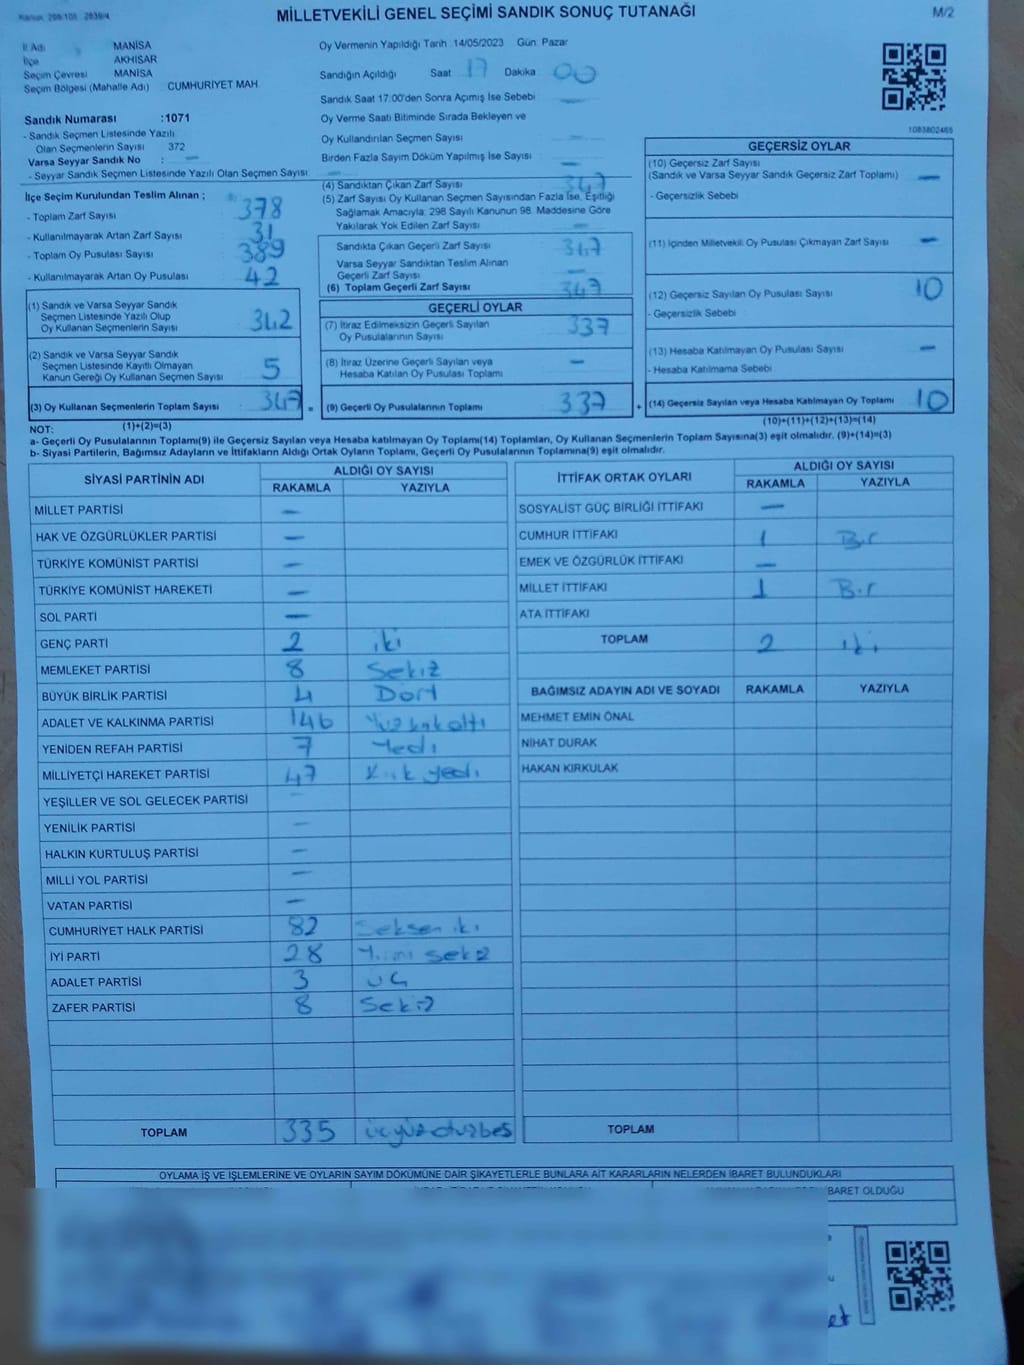 MİLLETVEKİLİ GENEL SEÇİMİ SANDIK SONUÇ TUTANAĞI
M/2
İl Adı : MANİSA
İlçe AKHİSAR
Seçim Çevresi MANİSA
Seçim Bölgesi (Mahalle Adı) CUMHURİYET MAH
Sandık Numarası :1071
- Sandık Seçmen Listesinde Yazılı
Olan Seçmenlerin Sayısı 372
Varsa Seyyar Sandık No : —
- Seyyar Sandık Seçmen Listesinde Yazılı Olan Seçmen Sayısı —
Oy Vermenin Yapıldığı Tarih 14/05/2023 Gün Pazar
Sandığın Açıldığı Saat 17 Dakika 00
Sandık Saat 17:00'den Sonra Açımış İse Sebebi —
Oy Verme Saati Bitiminde Sırada Bekleyen ve
Oy Kullandırılan Seçmen Sayısı —
Birden Fazla Sayım Döküm Yapılmış İse Sayısı —
1083802465
İlçe Seçim Kurulundan Teslim Alınan ;
- Toplam Zarf Sayısı 378
- Kullanılmayarak Artan Zarf Sayısı 31
- Toplam Oy Pusulası Sayısı 389
- Kullanılmayarak Artan Oy Pusulası 42
(1) Sandık ve Varsa Seyyar Sandık
Seçmen Listesinde Yazılı Olup
Oy Kullanan Seçmenlerin Sayısı 342
(2) Sandık ve Varsa Seyyar Sandık
Seçmen Listesinde Kayıtlı Olmayan
Kanun Gereği Oy Kullanan Seçmen Sayısı 5
(3) Oy Kullanan Seçmenlerin Toplam Sayısı 347 =
(4) Sandıktan Çıkan Zarf Sayısı 347
(5) Zarf Sayısı Oy Kullanan Seçmen Sayısından Fazla İse, Eşitliği
Sağlamak Amacıyla; 298 Sayılı Kanunun 98. Maddesine Göre
Yakılarak Yok Edilen Zarf Sayısı —
Sandıkta Çıkan Geçerli Zarf Sayısı 347
Varsa Seyyar Sandıktan Teslim Alınan
Geçerli Zarf Sayısı —
(6) Toplam Geçerli Zarf Sayısı 347
GEÇERLİ OYLAR
(7) İtiraz Edilmeksizin Geçerli Sayılan
Oy Pusulalarının Sayısı 337
(8) İtiraz Üzerine Geçerli Sayılan veya
Hesaba Katılan Oy Pusulası Toplamı —
(9) Geçerli Oy Pusulalarının Toplamı 337 +
GEÇERSİZ OYLAR
(10) Geçersiz Zarf Sayısı
(Sandık ve Varsa Seyyar Sandık Geçersiz Zarf Toplamı) —
- Geçersizlik Sebebi
(11) İçinden Milletvekili Oy Pusulası Çıkmayan Zarf Sayısı —
(12) Geçersiz Sayılan Oy Pusulası Sayısı 10
- Geçersizlik Sebebi
(13) Hesaba Katılmayan Oy Pusulası Sayısı —
- Hesaba Katılmama Sebebi
(14) Geçersiz Sayılan veya Hesaba Katılmayan Oy Toplamı 10
NOT: (1)+(2)=(3) (10)+(11)+(12)+(13)=(14)
a- Geçerli Oy Pusulalarının Toplamı(9) ile Geçersiz Sayılan veya Hesaba katılmayan Oy Toplamı(14) Toplamları, Oy Kullanan Seçmenlerin Toplam Sayısına(3) eşit olmalıdır. (9)+(14)=(3)
b- Siyasi Partilerin, Bağımsız Adayların ve İttifakların Aldığı Ortak Oyların Toplamı, Geçerli Oy Pusulalarının Toplamına(9) eşit olmalıdır.
SİYASİ PARTİNİN ADI ALDIĞI OY SAYISI
RAKAMLA YAZIYLA
MİLLET PARTİSİ —
HAK VE ÖZGÜRLÜKLER PARTİSİ —
TÜRKİYE KOMÜNİST PARTİSİ —
TÜRKİYE KOMÜNİST HAREKETİ —
SOL PARTİ —
GENÇ PARTİ 2 iki
MEMLEKET PARTİSİ 8 Sekiz
BÜYÜK BİRLİK PARTİSİ 4 Dört
ADALET VE KALKINMA PARTİSİ 146 Yüzkırkaltı
YENİDEN REFAH PARTİSİ 7 Yedi
MİLLİYETÇİ HAREKET PARTİSİ 47 Kırk yedi
YEŞİLLER VE SOL GELECEK PARTİSİ —
YENİLİK PARTİSİ —
HALKIN KURTULUŞ PARTİSİ —
MİLLİ YOL PARTİSİ —
VATAN PARTİSİ —
CUMHURİYET HALK PARTİSİ 82 Seksen iki
İYİ PARTİ 28 Yirmi sekiz
ADALET PARTİSİ 3 üç
ZAFER PARTİSİ 8 Sekiz
TOPLAM 335 üçyüzotuzbeş
İTTİFAK ORTAK OYLARI ALDIĞI OY SAYISI
RAKAMLA YAZIYLA
SOSYALİST GÜÇ BİRLİĞİ İTTİFAKI —
CUMHUR İTTİFAKI 1 Bir
EMEK VE ÖZGÜRLÜK İTTİFAKI —
MİLLET İTTİFAKI 1 Bir
ATA İTTİFAKI
TOPLAM 2 iki
BAĞIMSIZ ADAYIN ADI VE SOYADI RAKAMLA YAZIYLA
MEHMET EMİN ÖNAL
NİHAT DURAK
HAKAN KIRKULAK
TOPLAM
OYLAMA İŞ VE İŞLEMLERİNE VE OYLARIN SAYIM DÖKÜMÜNE DAİR ŞİKAYETLERLE BUNLARA AİT KARARLARIN NELERDEN İBARET BULUNDUKLARI
BARET OLDUĞU